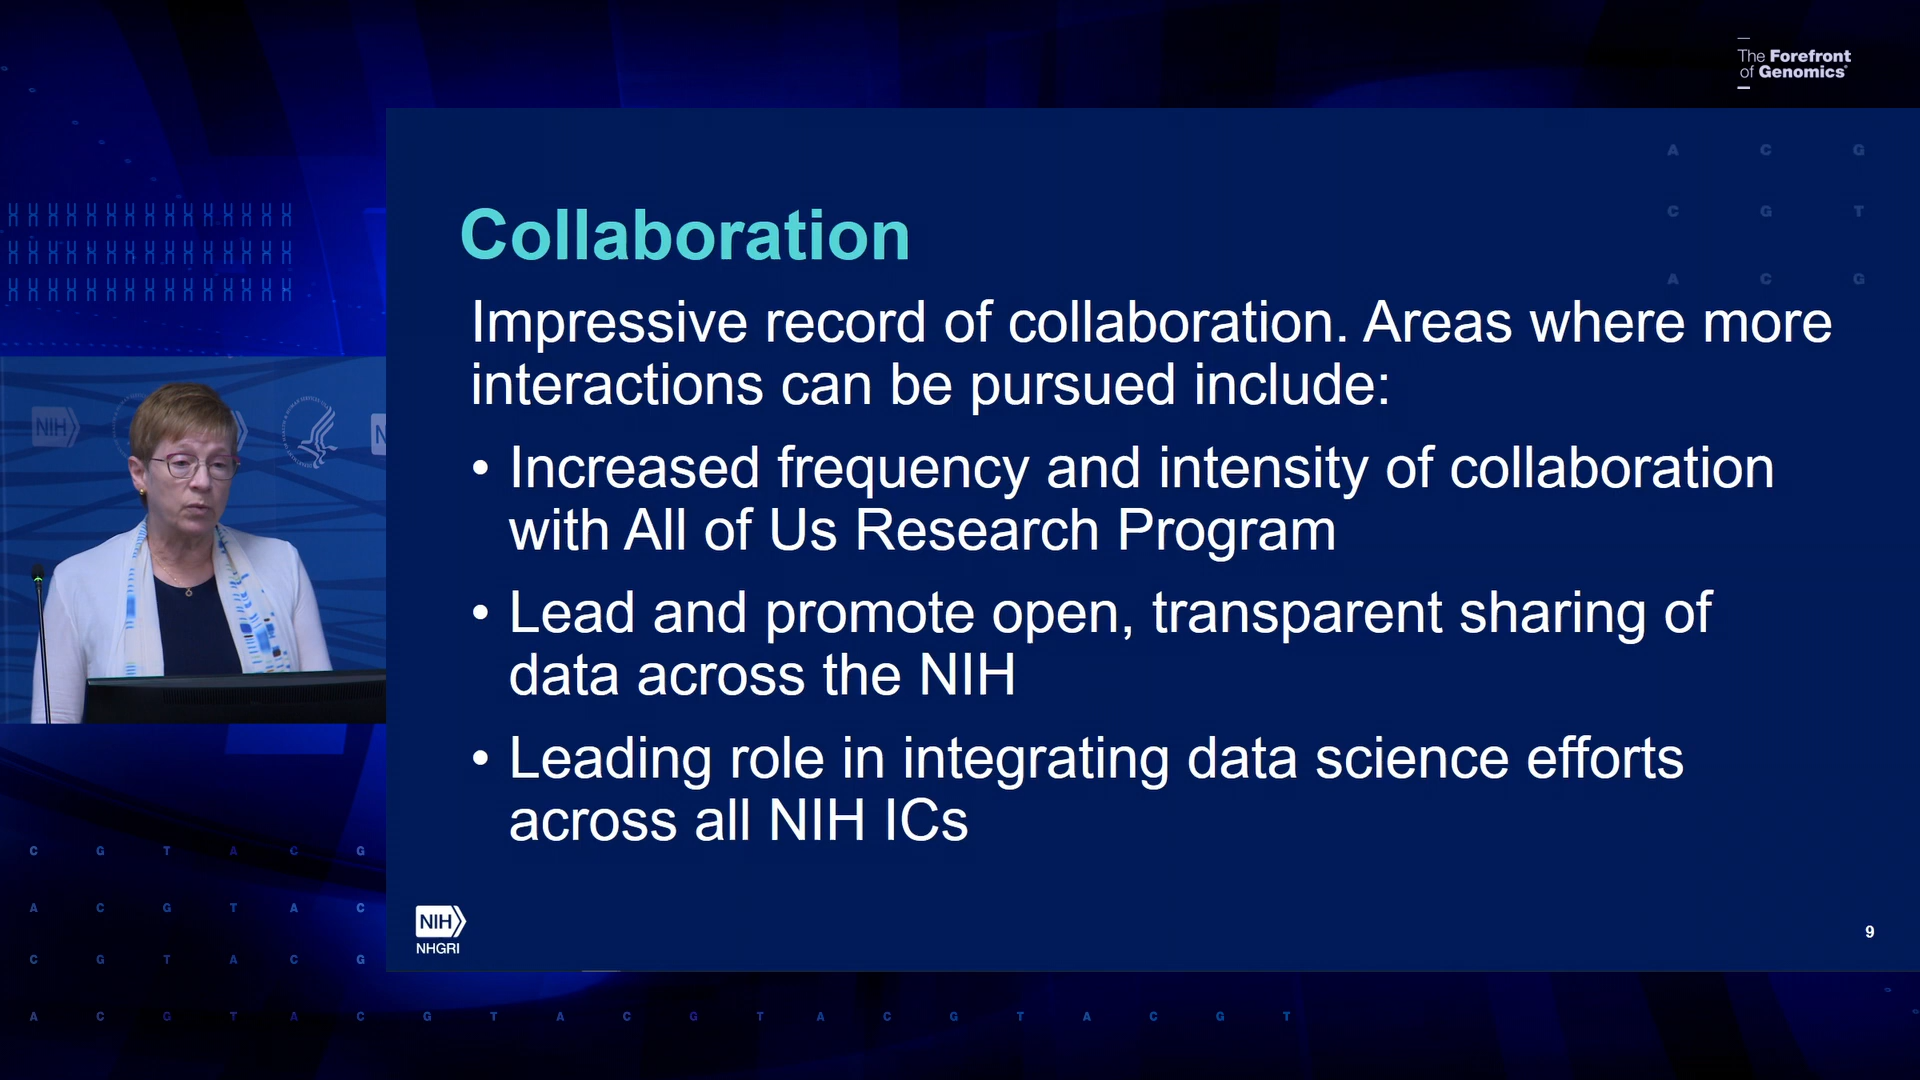 The Forefront
of Genomics®
A C G
C G T
A C G
Collaboration
Impressive record of collaboration. Areas where more
interactions can be pursued include:
• Increased frequency and intensity of collaboration
with All of Us Research Program
• Lead and promote open, transparent sharing of
data across the NIH
• Leading role in integrating data science efforts
across all NIH ICs
NIH
NHGRI
9
NIH
N
C G T A C G
A C G T A C
C G T A C G
A C G T A C G T A C G T A C G T A C G T